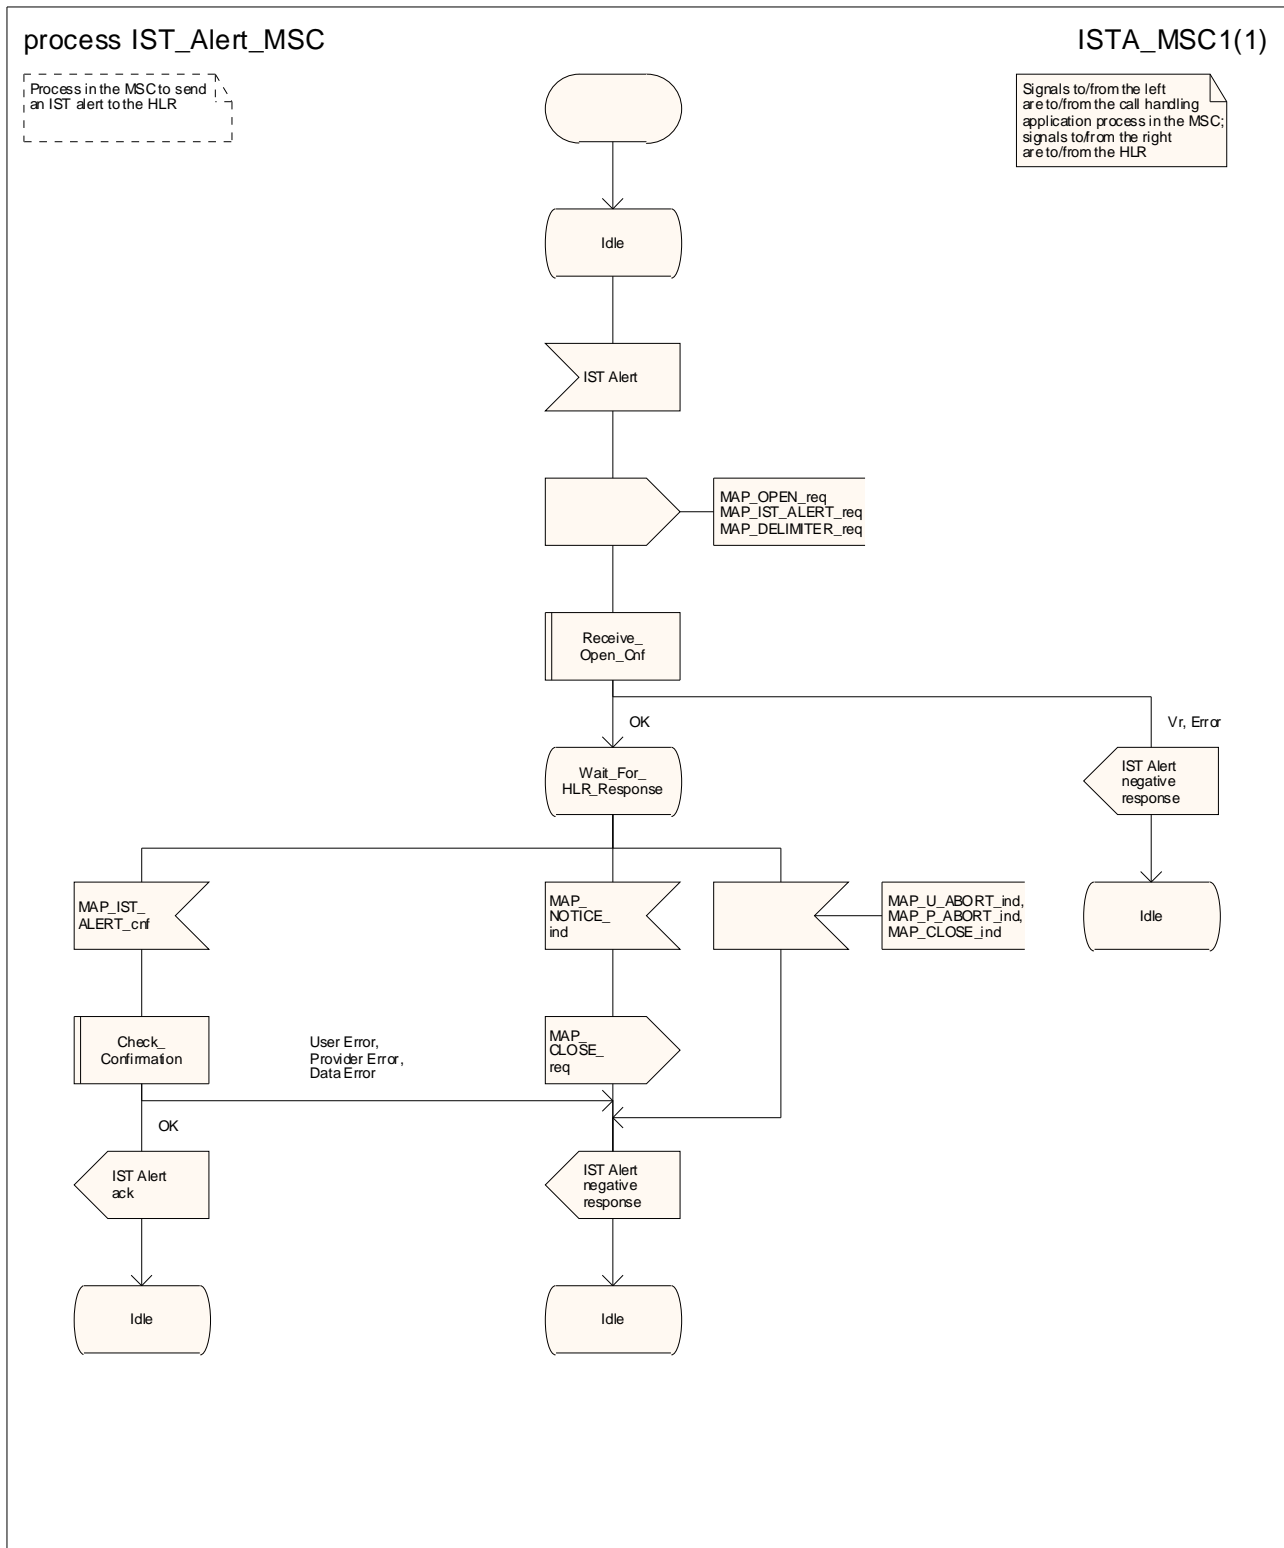 process IST_Alert_MSC
ISTA_MSC1(1)
Process in the MSC to send
an IST alert to the HLR
Signals to/from the left
are to/from the call handling
application process in the MSC;
signals to/from the right
are to/from the HLR
Idle
IST Alert
MAP_OPEN_req
MAP_IST_ALERT_req
MAP_DELIMITER_req
Receive_
Open_Cnf
OK
Vr, Error
Wait_For_
HLR_Response
IST Alert
negative
response
MAP_IST_
ALERT_cnf
MAP_
NOTICE_
ind
MAP_U_ABORT_ind,
MAP_P_ABORT_ind,
MAP_CLOSE_ind
Idle
Check_
Confirmation
User Error,
Provider Error,
Data Error
MAP_
CLOSE_
req
OK
IST Alert
ack
IST Alert
negative
response
Idle
Idle